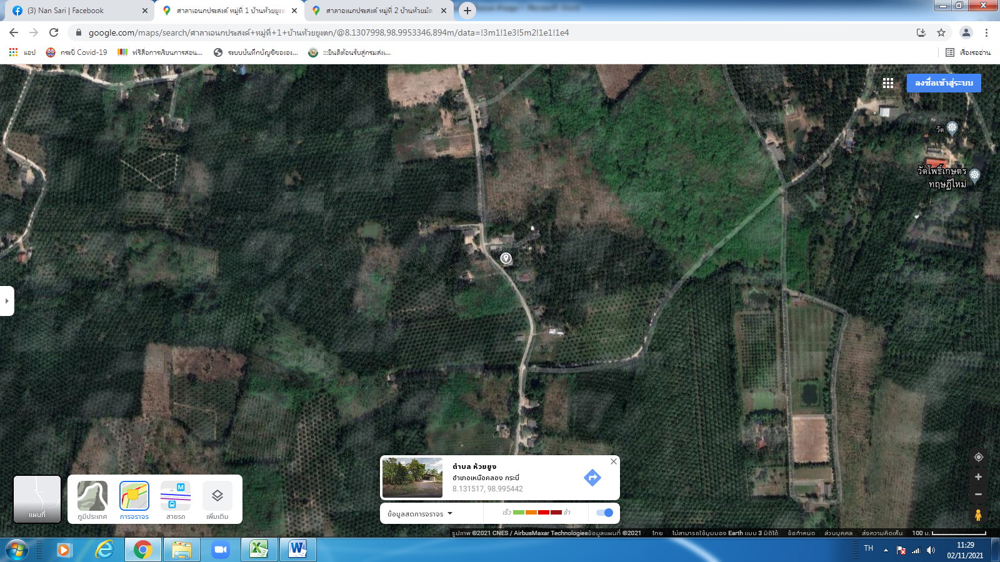 (3) Nan Sari | Facebook
ศาลาเอนกประสงค์ หมู่ที่ 1 บ้านห้วยยูงตก
ศาลาอเนกประสงค์ หมู่ที่ 2 บ้านห้วยมัด
google.com/maps/search/ศาลาเอนกประสงค์+หมู่ที่+1+บ้านห้วยยูงตก/@8.1307998,98.9953346,894m/data=!3m1!1e3!5m2!1e1!1e4
แอป
กระบี่ Covid-19
ฟรีสื่อการเรียนการสอน...
ระบบบันทึกบัญชีขององ...
:::ยินดีต้อนรับสู่กรมส่งเ...
เรื่องรออ่าน
ลงชื่อเข้าสู่ระบบ
วัด
วัดโพธิ์เกษตร
ทฤษฎีใหม่
ตำบล ห้วยยูง
อำเภอเหนือคลอง กระบี่
8.131517, 98.995442
ข้อมูลสดการจราจร
เร็ว
ช้า
แผนที่
ภูมิประเทศ
การจราจร
M
สายรถ
เพิ่มเติม
รูปภาพ ©2021 CNES / AirbusMaxar Technologiesข้อมูลแผนที่ ©2021
ไทย
ไม่สามารถใช้มุมมอง Earth แบบ 3 มิติได้
ข้อกำหนด
ส่วนบุคคล
ส่งความคิดเห็น
100 ม.
TH
11:29
02/11/2021